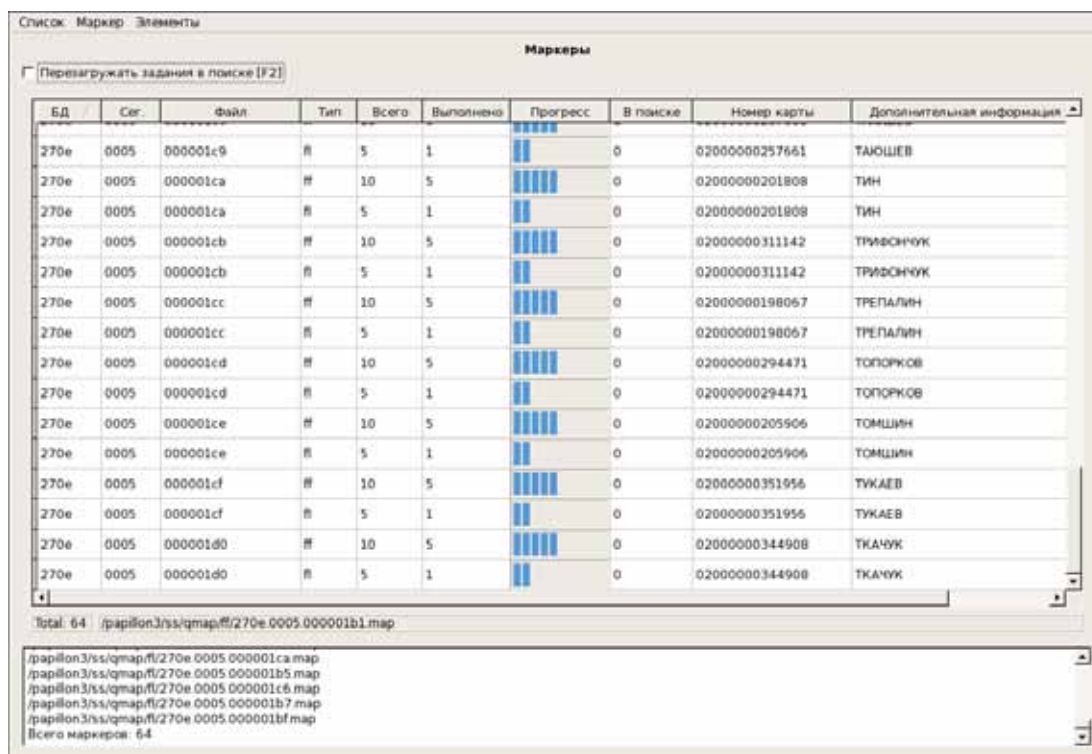 Список Маркер Элементы
Маркеры
Перезагружать задания в поиске [F2]
БД Сег. Файл Тип Всего Выполнено Прогресс В поиске Номер карты Дополнительная информация
270e 0005 000001c9 fl 5 1 0 02000000257661 ТАЮШЕВ
270e 0005 000001ca ff 10 5 0 02000000201808 ТИН
270e 0005 000001ca fl 5 1 0 02000000201808 ТИН
270e 0005 000001cb ff 10 5 0 02000000311142 ТРИФОНЧУК
270e 0005 000001cb fl 5 1 0 02000000311142 ТРИФОНЧУК
270e 0005 000001cc ff 10 5 0 02000000198067 ТРЕПАЛИН
270e 0005 000001cc fl 5 1 0 02000000198067 ТРЕПАЛИН
270e 0005 000001cd ff 10 5 0 02000000294471 ТОПОРКОВ
270e 0005 000001cd fl 5 1 0 02000000294471 ТОПОРКОВ
270e 0005 000001ce ff 10 5 0 02000000205906 ТОМШИН
270e 0005 000001ce fl 5 1 0 02000000205906 ТОМШИН
270e 0005 000001cf ff 10 5 0 02000000351956 ТУКАЕВ
270e 0005 000001cf fl 5 1 0 02000000351956 ТУКАЕВ
270e 0005 000001d0 ff 10 5 0 02000000344908 ТКАЧУК
270e 0005 000001d0 fl 5 1 0 02000000344908 ТКАЧУК
Total: 64 /papillon3/ss/qmap/ff/270e.0005.000001b1.map
/papillon3/ss/qmap/fl/270e.0005.000001ca.map
/papillon3/ss/qmap/fl/270e.0005.000001b5.map
/papillon3/ss/qmap/fl/270e.0005.000001c6.map
/papillon3/ss/qmap/fl/270e.0005.000001b7.map
/papillon3/ss/qmap/fl/270e.0005.000001bf.map
Всего маркеров: 64